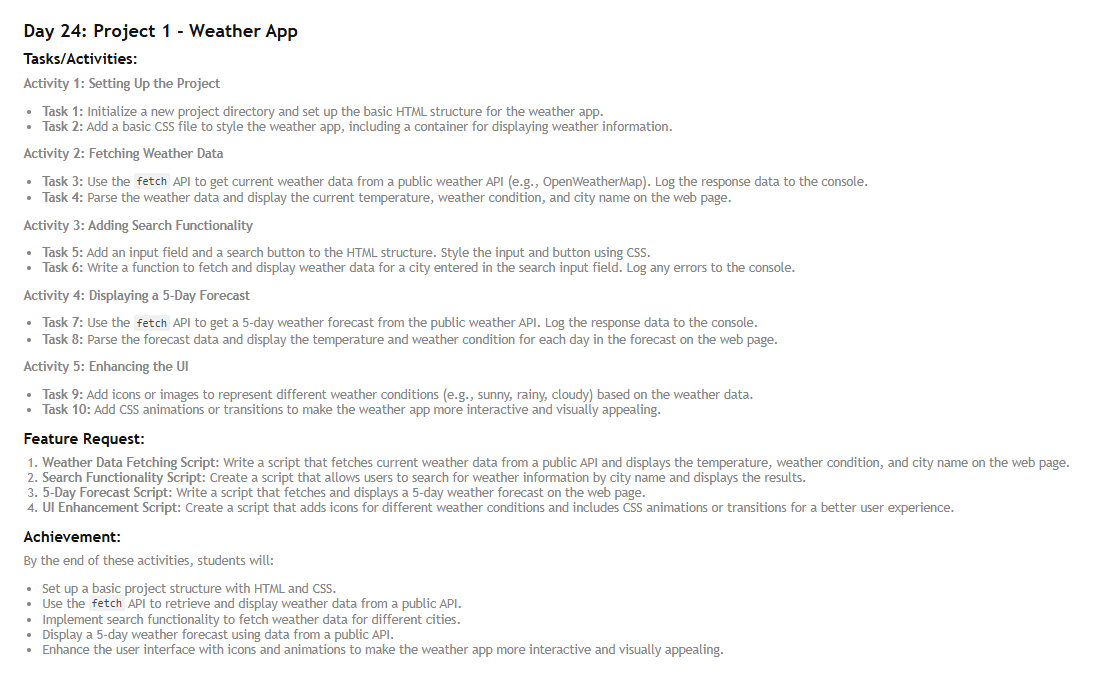 Day 24: Project 1 - Weather App
Tasks/Activities:
Activity 1: Setting Up the Project
• Task 1: Initialize a new project directory and set up the basic HTML structure for the weather app.
• Task 2: Add a basic CSS file to style the weather app, including a container for displaying weather information.
Activity 2: Fetching Weather Data
• Task 3: Use the fetch API to get current weather data from a public weather API (e.g., OpenWeatherMap). Log the response data to the console.
• Task 4: Parse the weather data and display the current temperature, weather condition, and city name on the web page.
Activity 3: Adding Search Functionality
• Task 5: Add an input field and a search button to the HTML structure. Style the input and button using CSS.
• Task 6: Write a function to fetch and display weather data for a city entered in the search input field. Log any errors to the console.
Activity 4: Displaying a 5-Day Forecast
• Task 7: Use the fetch API to get a 5-day weather forecast from the public weather API. Log the response data to the console.
• Task 8: Parse the forecast data and display the temperature and weather condition for each day in the forecast on the web page.
Activity 5: Enhancing the UI
• Task 9: Add icons or images to represent different weather conditions (e.g., sunny, rainy, cloudy) based on the weather data.
• Task 10: Add CSS animations or transitions to make the weather app more interactive and visually appealing.
Feature Request:
1. Weather Data Fetching Script: Write a script that fetches current weather data from a public API and displays the temperature, weather condition, and city name on the web page.
2. Search Functionality Script: Create a script that allows users to search for weather information by city name and displays the results.
3. 5-Day Forecast Script: Write a script that fetches and displays a 5-day weather forecast on the web page.
4. UI Enhancement Script: Create a script that adds icons for different weather conditions and includes CSS animations or transitions for a better user experience.
Achievement:
By the end of these activities, students will:
• Set up a basic project structure with HTML and CSS.
• Use the fetch API to retrieve and display weather data from a public API.
• Implement search functionality to fetch weather data for different cities.
• Display a 5-day weather forecast using data from a public API.
• Enhance the user interface with icons and animations to make the weather app more interactive and visually appealing.